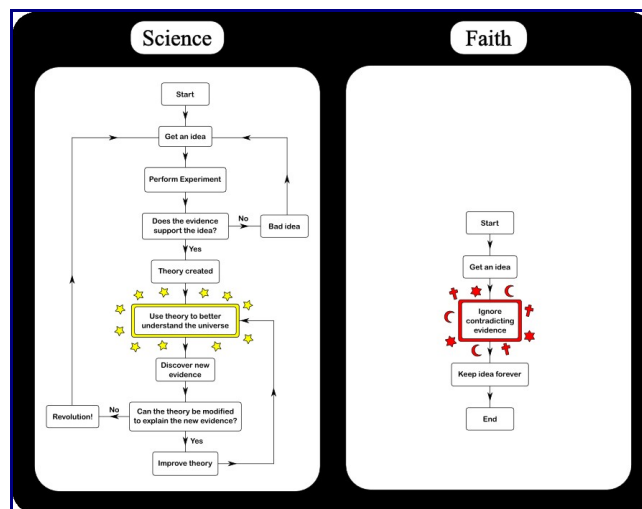 Science
Start
Get an idea
Perform Experiment
Does the evidence
support the idea?
No
Bad idea
Yes
Theory created
Use theory to better
understand the universe
Discover new
evidence
Can the theory be modified
to explain the new evidence?
No
Revolution!
Yes
Improve theory
Faith
Start
Get an idea
Ignore
contradicting
evidence
Keep idea forever
End